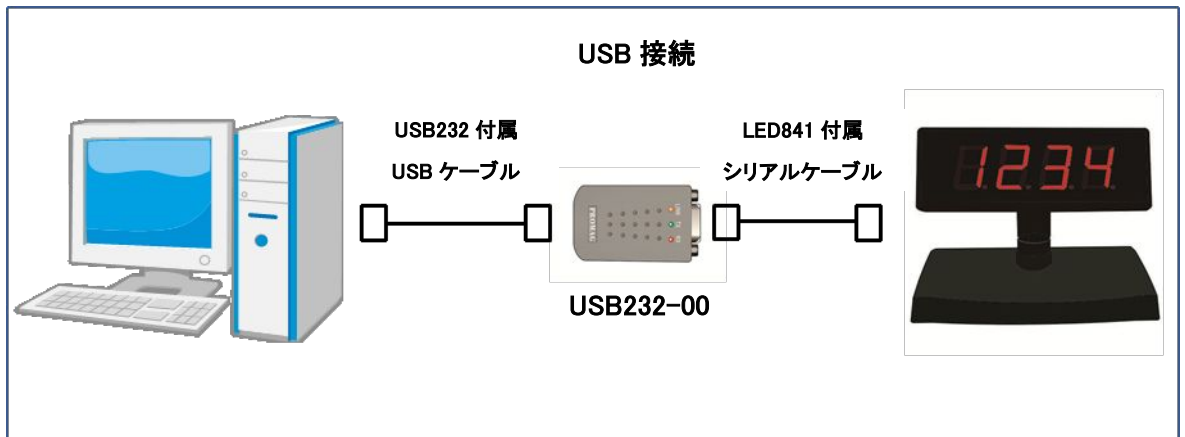 USB 接続
USB232 付属
USB ケーブル
LED841 付属
シリアルケーブル
PROMAG
USB232-00
1234